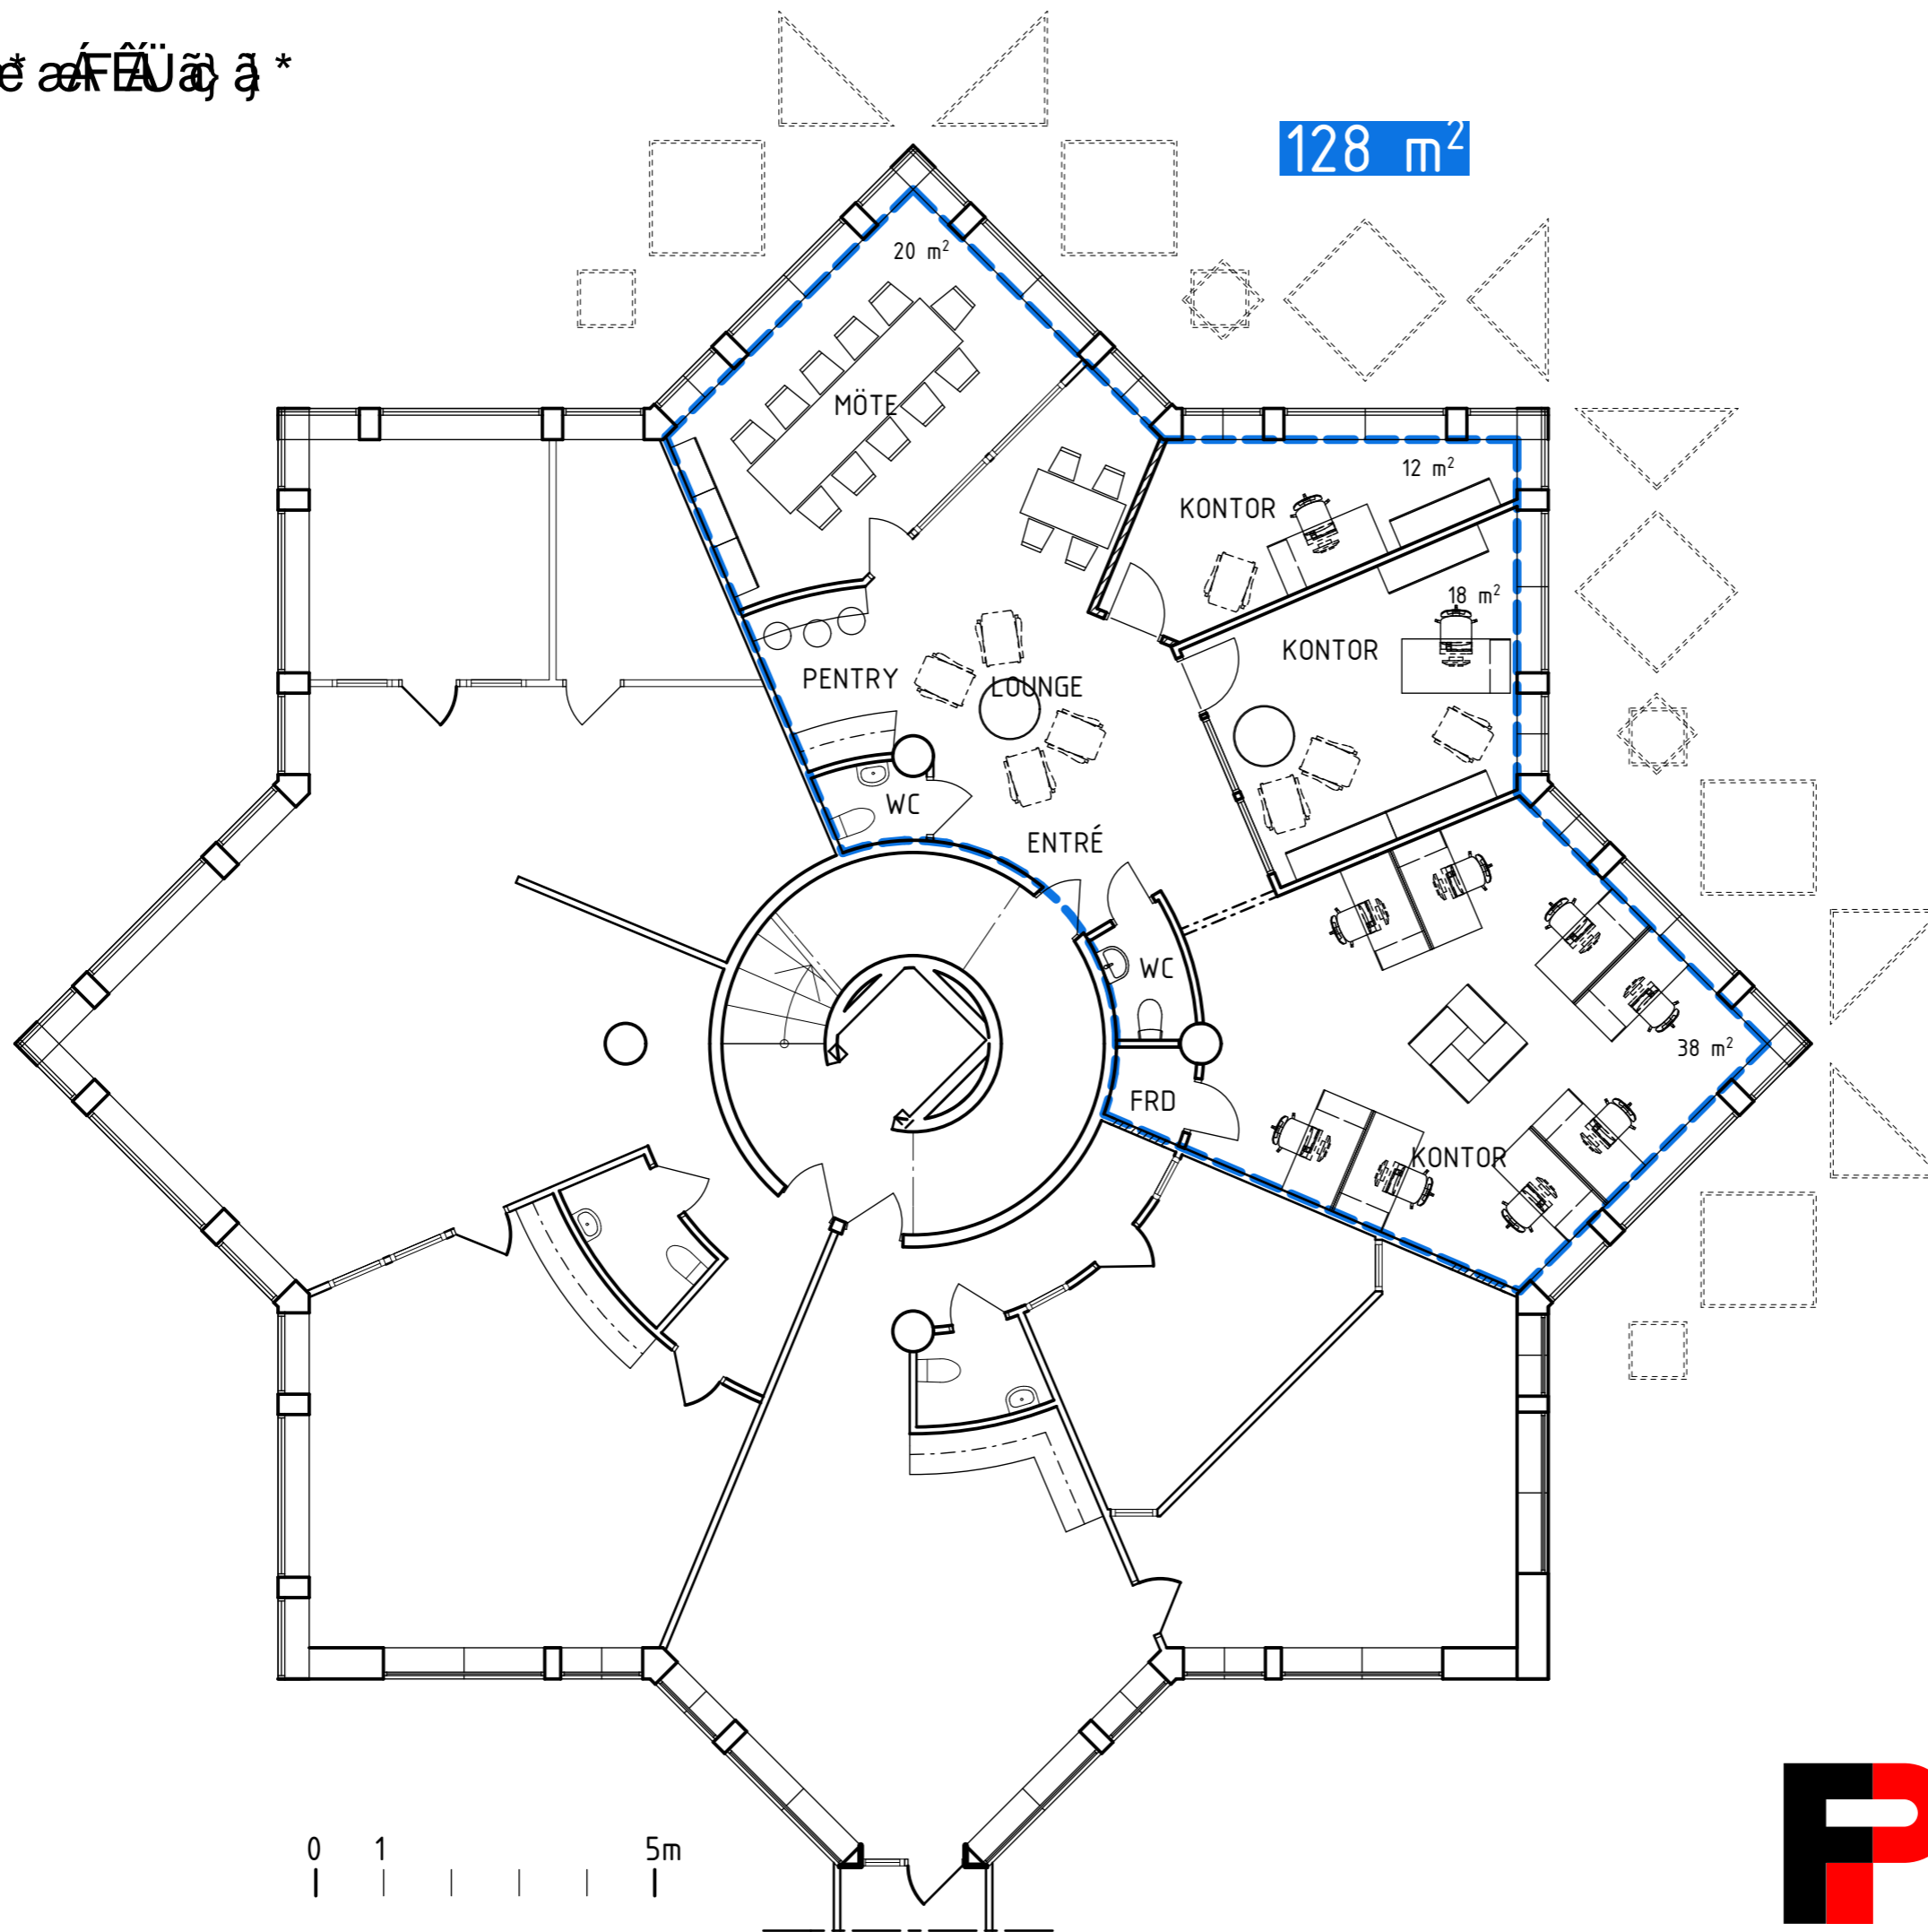 128 m²
20 m²
MÖTE
12 m²
KONTOR
18 m²
KONTOR
PENTRY
LOUNGE
WC
ENTRÉ
WC
38 m²
FRD
KONTOR
0 1 5m
FP